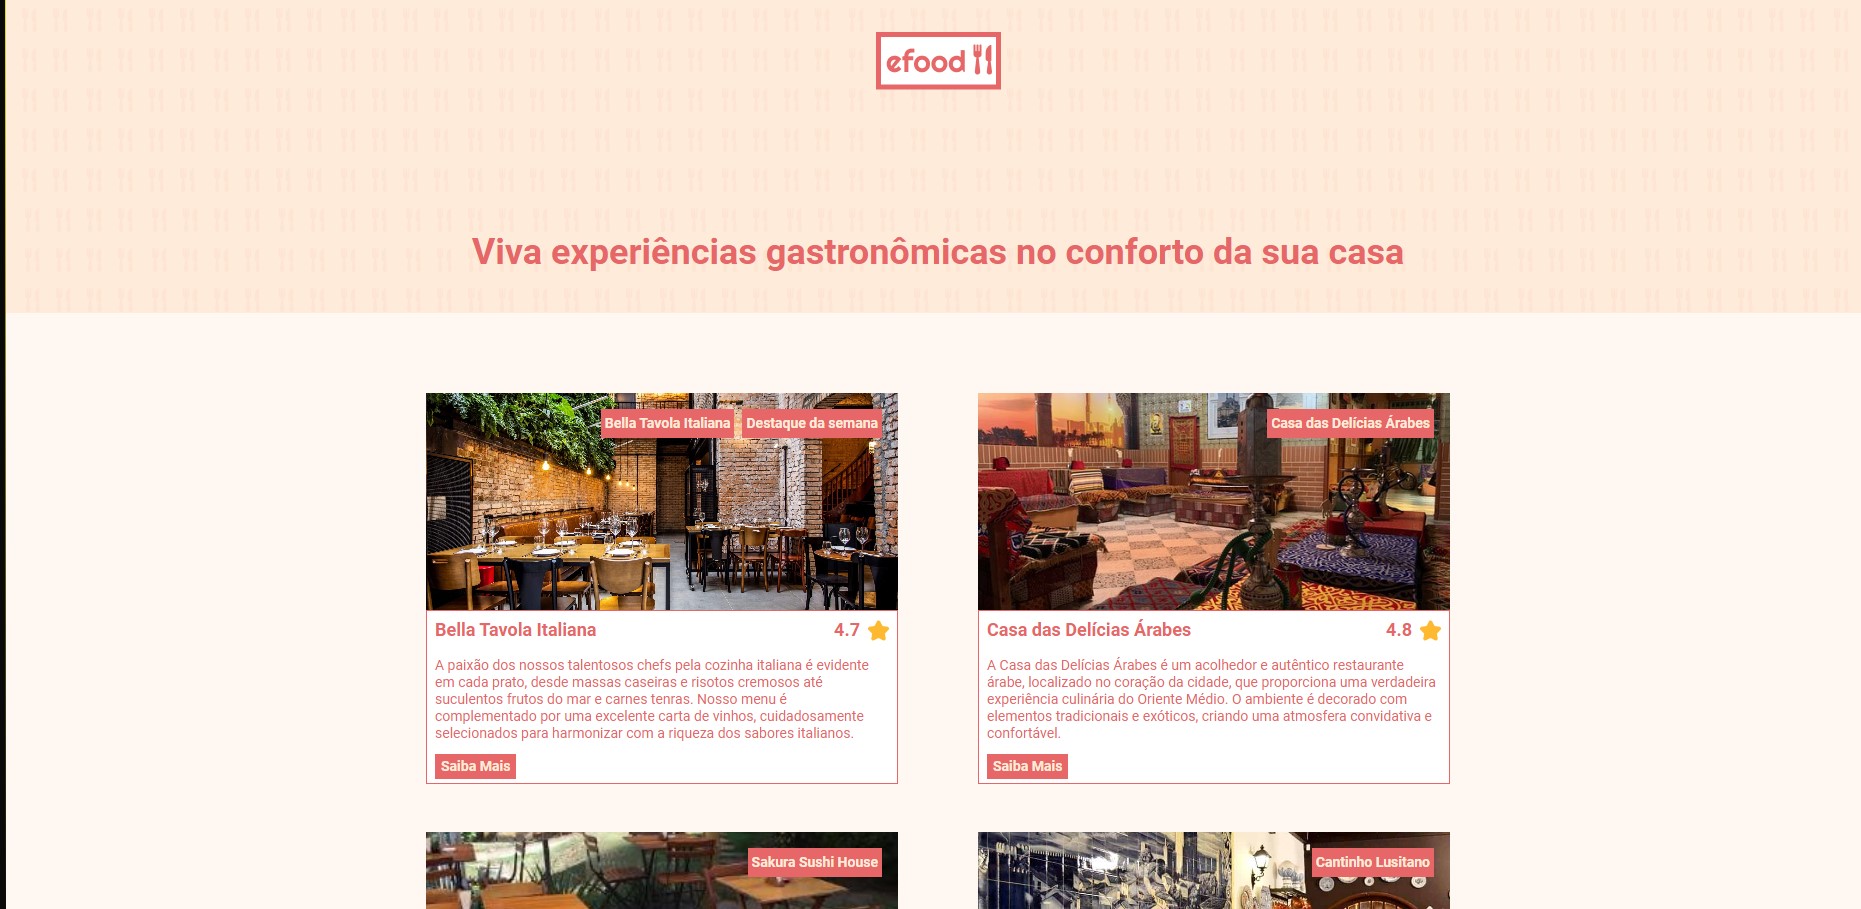 efood
Viva experiências gastronômicas no conforto da sua casa
Bella Tavola Italiana
Destaque da semana
Bella Tavola Italiana
4.7
A paixão dos nossos talentosos chefs pela cozinha italiana é evidente
em cada prato, desde massas caseiras e risotos cremosos até
suculentos frutos do mar e carnes tenras. Nosso menu é
complementado por uma excelente carta de vinhos, cuidadosamente
selecionados para harmonizar com a riqueza dos sabores italianos.
Saiba Mais
Casa das Delícias Árabes
Casa das Delícias Árabes
4.8
A Casa das Delícias Árabes é um acolhedor e autêntico restaurante
árabe, localizado no coração da cidade, que proporciona uma verdadeira
experiência culinária do Oriente Médio. O ambiente é decorado com
elementos tradicionais e exóticos, criando uma atmosfera convidativa e
confortável.
Saiba Mais
Sakura Sushi House
Cantinho Lusitano